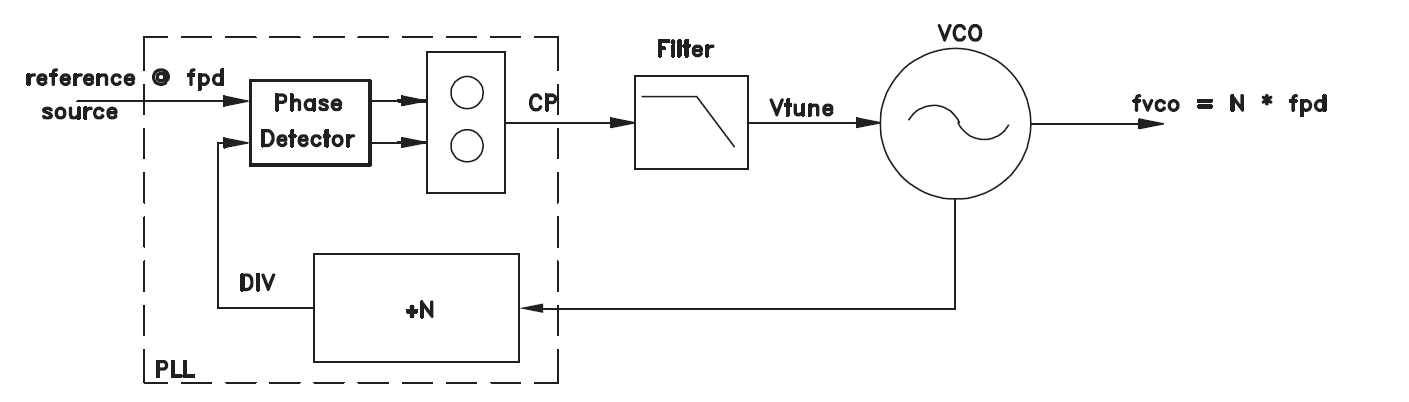 VCO
Filter
reference @ fpd
source
Phase
Detector
CP
Vtune
fvco = N * fpd
DIV
÷N
PLL